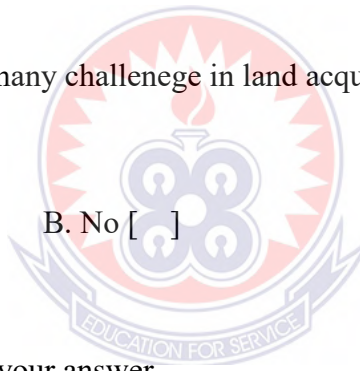 many challenege in land acqu
B. No [ ]
EDUCATION FOR SERVICE
your answer